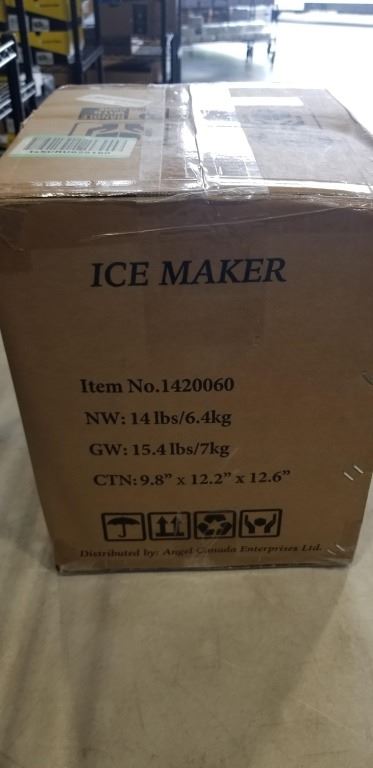 ICE MAKER
Item No.1420060
NW: 14 lbs/6.4kg
GW: 15.4 lbs/7kg
CTN: 9.8” x 12.2” x 12.6”
Distributed by: Angel Canada Enterprises Ltd.